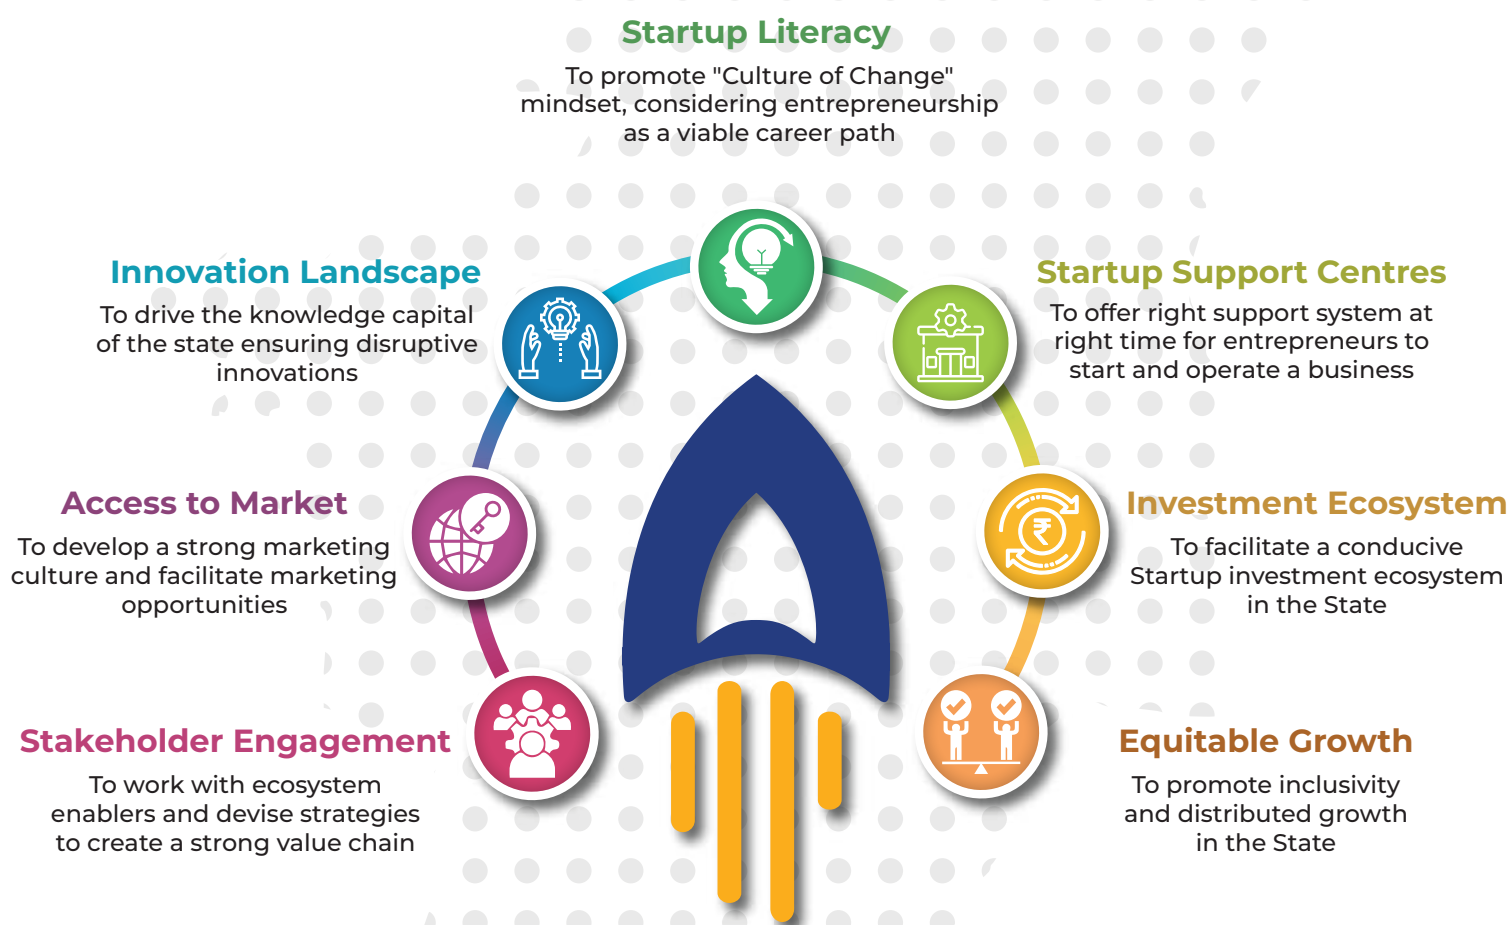 Startup Literacy
To promote "Culture of Change"
mindset, considering entrepreneurship
as a viable career path
Innovation Landscape
To drive the knowledge capital
of the state ensuring disruptive
innovations
Startup Support Centres
To offer right support system at
right time for entrepreneurs to
start and operate a business
Access to Market
To develop a strong marketing
culture and facilitate marketing
opportunities
Investment Ecosystem
To facilitate a conducive
Startup investment ecosystem
in the State
₹
Stakeholder Engagement
To work with ecosystem
enablers and devise strategies
to create a strong value chain
Equitable Growth
To promote inclusivity
and distributed growth
in the State